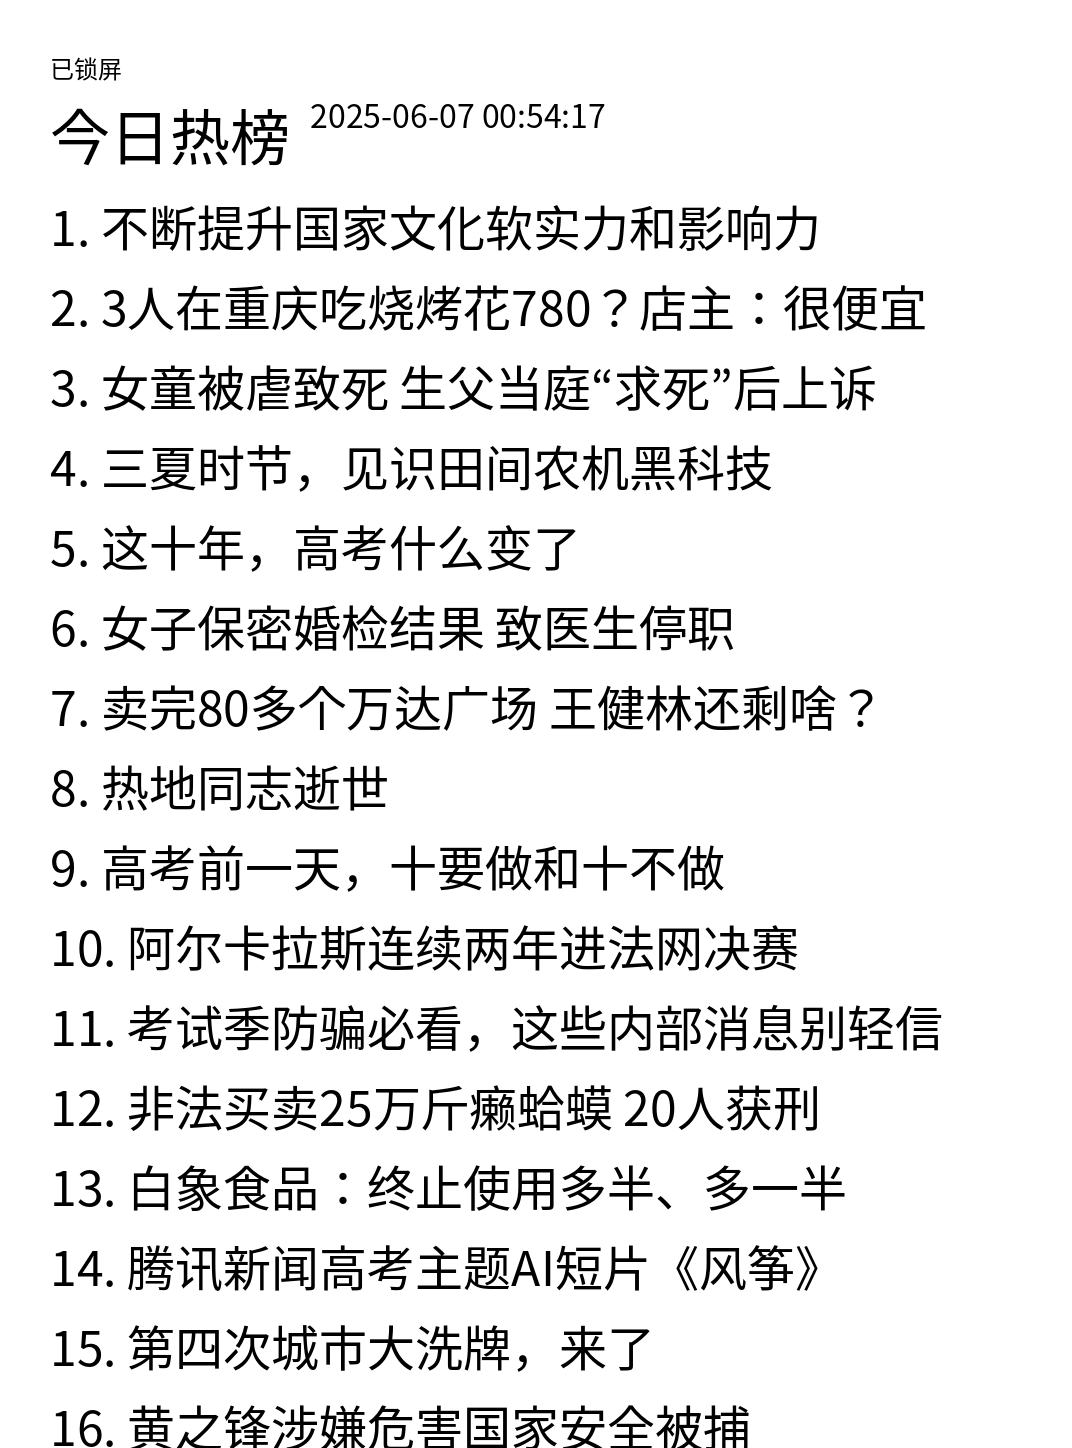 已锁屏
今日热榜 2025-06-07 00:54:17
1. 不断提升国家文化软实力和影响力
2. 3人在重庆吃烧烤花780？店主：很便宜
3. 女童被虐致死 生父当庭“求死”后上诉
4. 三夏时节，见识田间农机黑科技
5. 这十年，高考什么变了
6. 女子保密婚检结果 致医生停职
7. 卖完80多个万达广场 王健林还剩啥？
8. 热地同志逝世
9. 高考前一天，十要做和十不做
10. 阿尔卡拉斯连续两年进法网决赛
11. 考试季防骗必看，这些内部消息别轻信
12. 非法买卖25万斤癞蛤蟆 20人获刑
13. 白象食品：终止使用多半、多一半
14. 腾讯新闻高考主题AI短片《风筝》
15. 第四次城市大洗牌，来了
16. 黄之锋涉嫌危害国家安全被捕